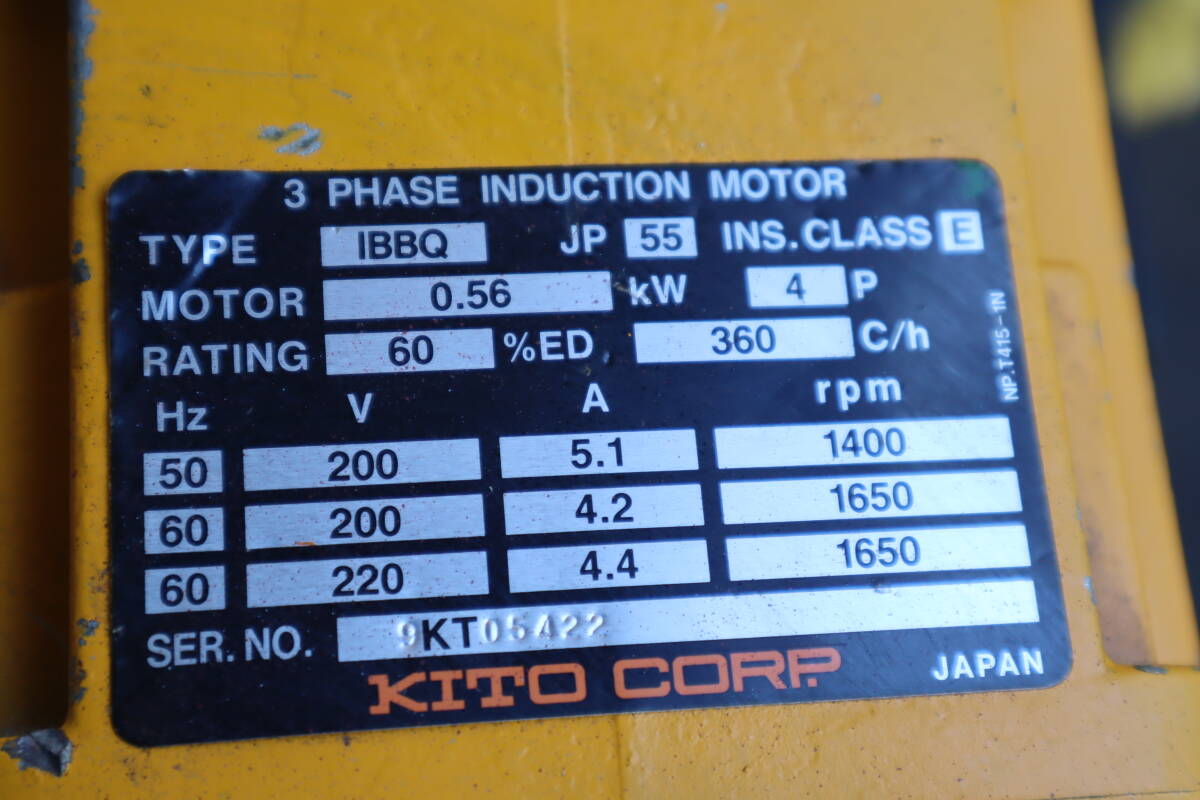 3 PHASE INDUCTION MOTOR
TYPE IBBQ JP 55 INS. CLASS E
MOTOR 0.56 kW 4 P
RATING 60 %ED 360 C/h
Hz V A rpm
50 200 5.1 1400
60 200 4.2 1650
60 220 4.4 1650
SER. NO. 9KT05422
KITO CORP. JAPAN
NP.T415-1N